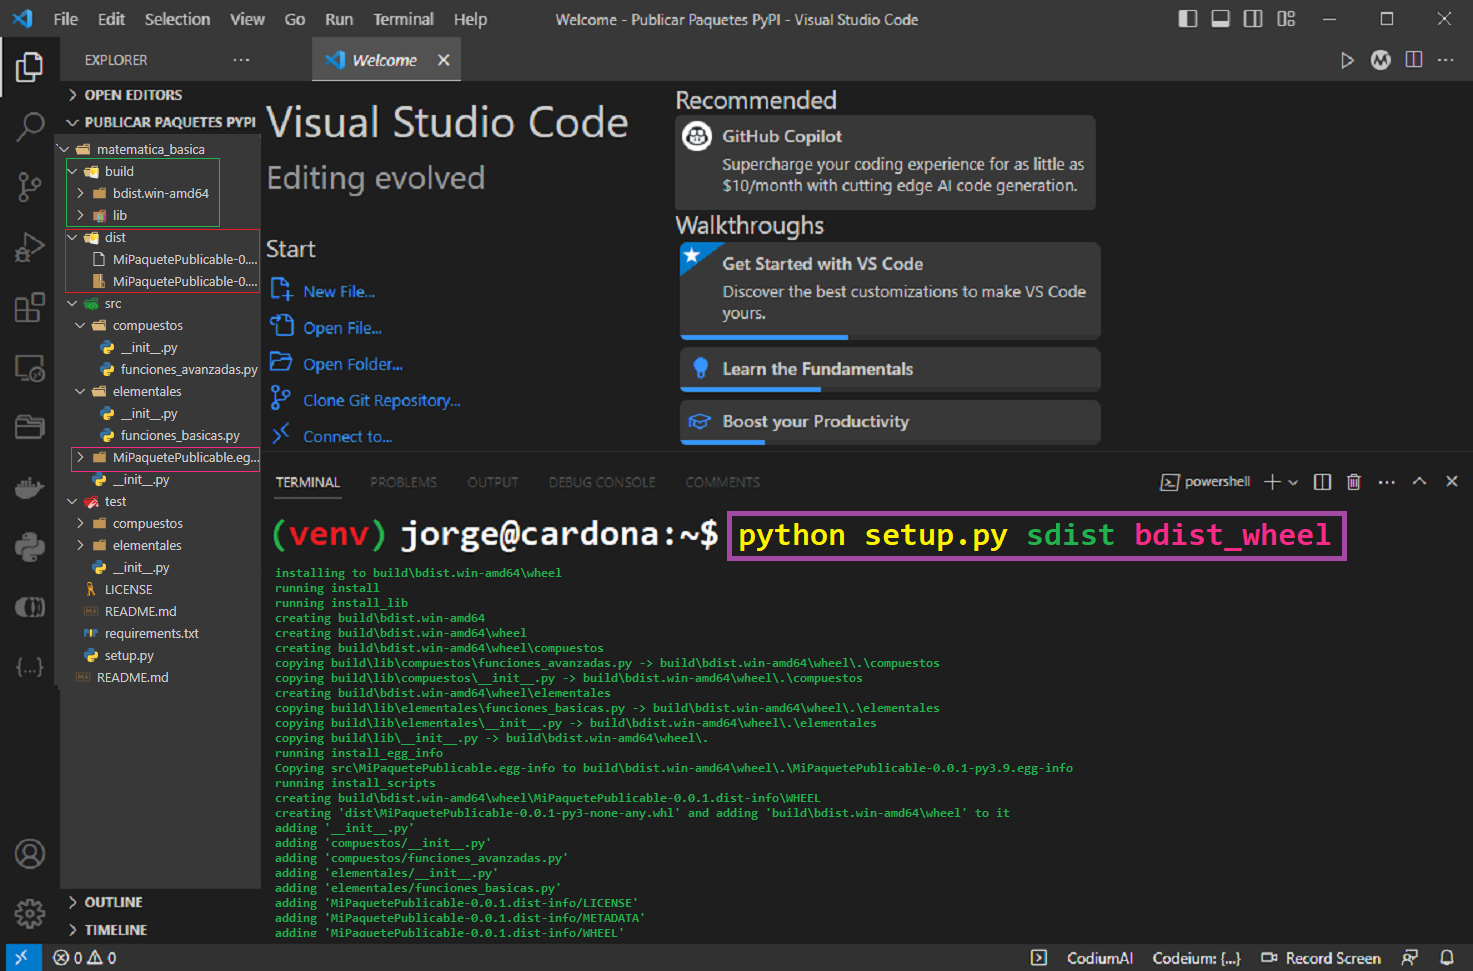 File Edit Selection View Go Run Terminal Help
Welcome - Publicar Paquetes PyPI - Visual Studio Code
EXPLORER
Welcome
OPEN EDITORS
PUBLICAR PAQUETES PYPI
matematica_basica
build
bdist.win-amd64
lib
dist
MiPaquetePublicable-0....
MiPaquetePublicable-0....
src
compuestos
__init__.py
funciones_avanzadas.py
elementales
__init__.py
funciones_basicas.py
MiPaquetePublicable.eg...
__init__.py
test
compuestos
elementales
__init__.py
LICENSE
README.md
requirements.txt
setup.py
README.md
OUTLINE
TIMELINE
Visual Studio Code
Editing evolved
Start
New File...
Open File...
Open Folder...
Clone Git Repository...
Connect to...
Recommended
GitHub Copilot
Supercharge your coding experience for as little as
$10/month with cutting edge AI code generation.
Walkthroughs
Get Started with VS Code
Discover the best customizations to make VS Code
yours.
Learn the Fundamentals
Boost your Productivity
TERMINAL PROBLEMS OUTPUT DEBUG CONSOLE COMMENTS
powershell
(venv) jorge@cardona:~$ python setup.py sdist bdist_wheel
installing to build\bdist.win-amd64\wheel
running install
running install_lib
creating build\bdist.win-amd64
creating build\bdist.win-amd64\wheel
creating build\bdist.win-amd64\wheel\compuestos
copying build\lib\compuestos\funciones_avanzadas.py -> build\bdist.win-amd64\wheel\.\compuestos
copying build\lib\compuestos\__init__.py -> build\bdist.win-amd64\wheel\.\compuestos
creating build\bdist.win-amd64\wheel\elementales
copying build\lib\elementales\funciones_basicas.py -> build\bdist.win-amd64\wheel\.\elementales
copying build\lib\elementales\__init__.py -> build\bdist.win-amd64\wheel\.\elementales
copying build\lib\__init__.py -> build\bdist.win-amd64\wheel\.
running install_egg_info
Copying src\MiPaquetePublicable.egg-info to build\bdist.win-amd64\wheel\.\MiPaquetePublicable-0.0.1-py3.9.egg-info
running install_scripts
creating build\bdist.win-amd64\wheel\MiPaquetePublicable-0.0.1.dist-info\WHEEL
creating 'dist\MiPaquetePublicable-0.0.1-py3-none-any.whl' and adding 'build\bdist.win-amd64\wheel' to it
adding '__init__.py'
adding 'compuestos/__init__.py'
adding 'compuestos/funciones_avanzadas.py'
adding 'elementales/__init__.py'
adding 'elementales/funciones_basicas.py'
adding 'MiPaquetePublicable-0.0.1.dist-info/LICENSE'
adding 'MiPaquetePublicable-0.0.1.dist-info/METADATA'
adding 'MiPaquetePublicable-0.0.1.dist-info/WHEEL'
0 0
CodiumAI Codeium: {...} Record Screen